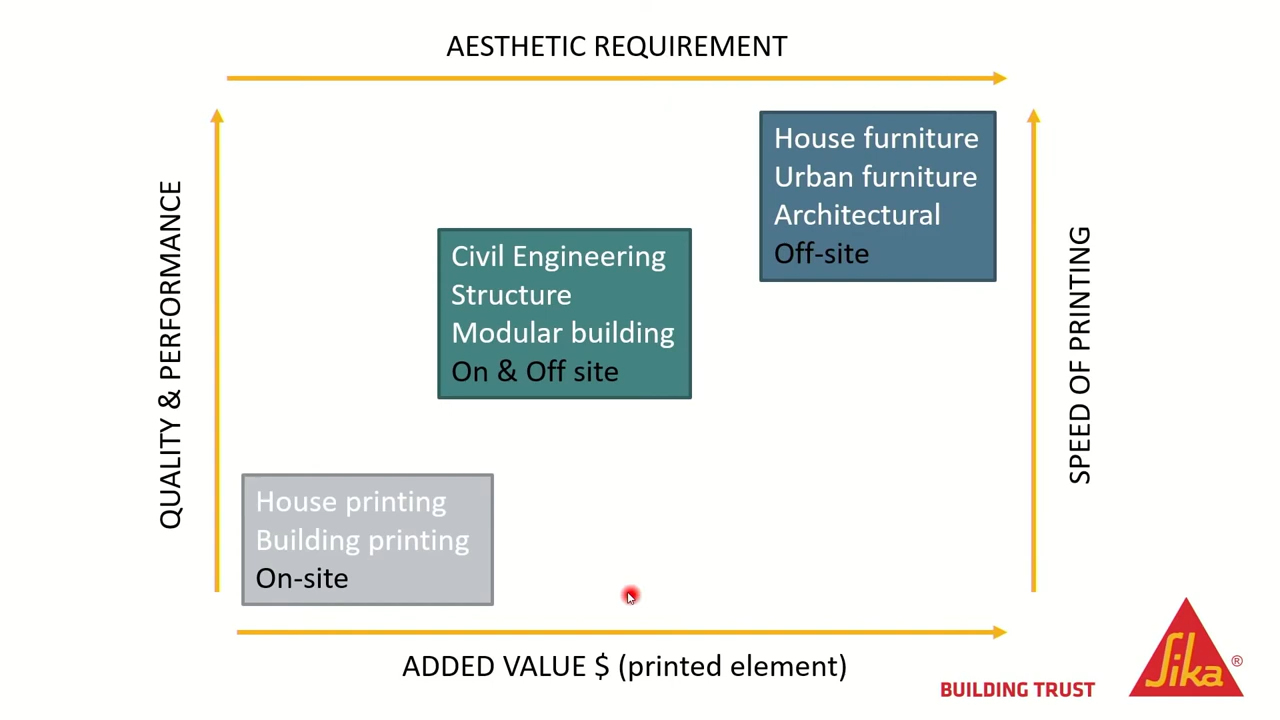 AESTHETIC REQUIREMENT
House furniture
Urban furniture
Architectural
Off-site
QUALITY & PERFORMANCE
Civil Engineering
Structure
Modular building
On & Off site
SPEED OF PRINTING
House printing
Building printing
On-site
ADDED VALUE $ (printed element)
BUILDING TRUST
Sika®